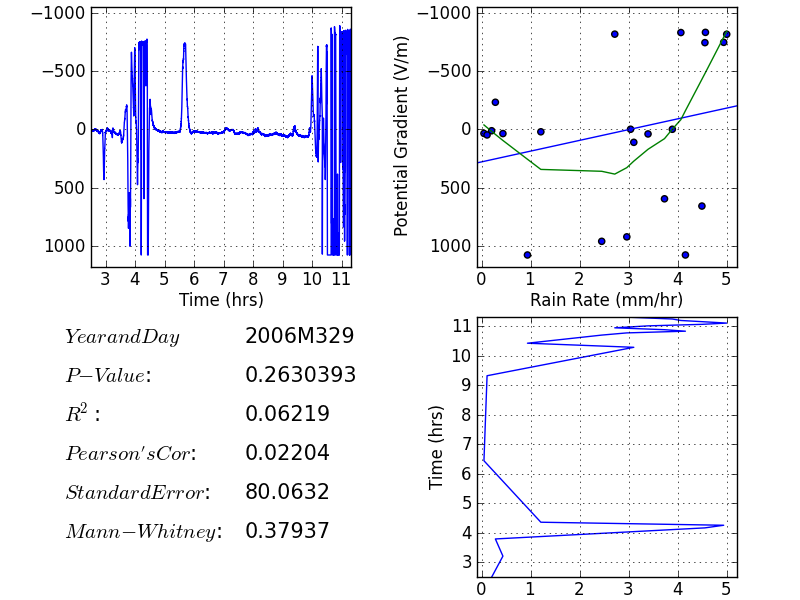 −1000
−500
0
500
1000
3 4 5 6 7 8 9 10 11
Time (hrs)
Potential Gradient (V/m)
−1000
−500
0
500
1000
0 1 2 3 4 5
Rain Rate (mm/hr)
YearandDay 2006M329
P−Value: 0.2630393
R²: 0.06219
Pearson'sCor: 0.02204
StandardError: 80.0632
Mann−Whitney: 0.37937
Time (hrs)
11
10
9
8
7
6
5
4
3
0 1 2 3 4 5